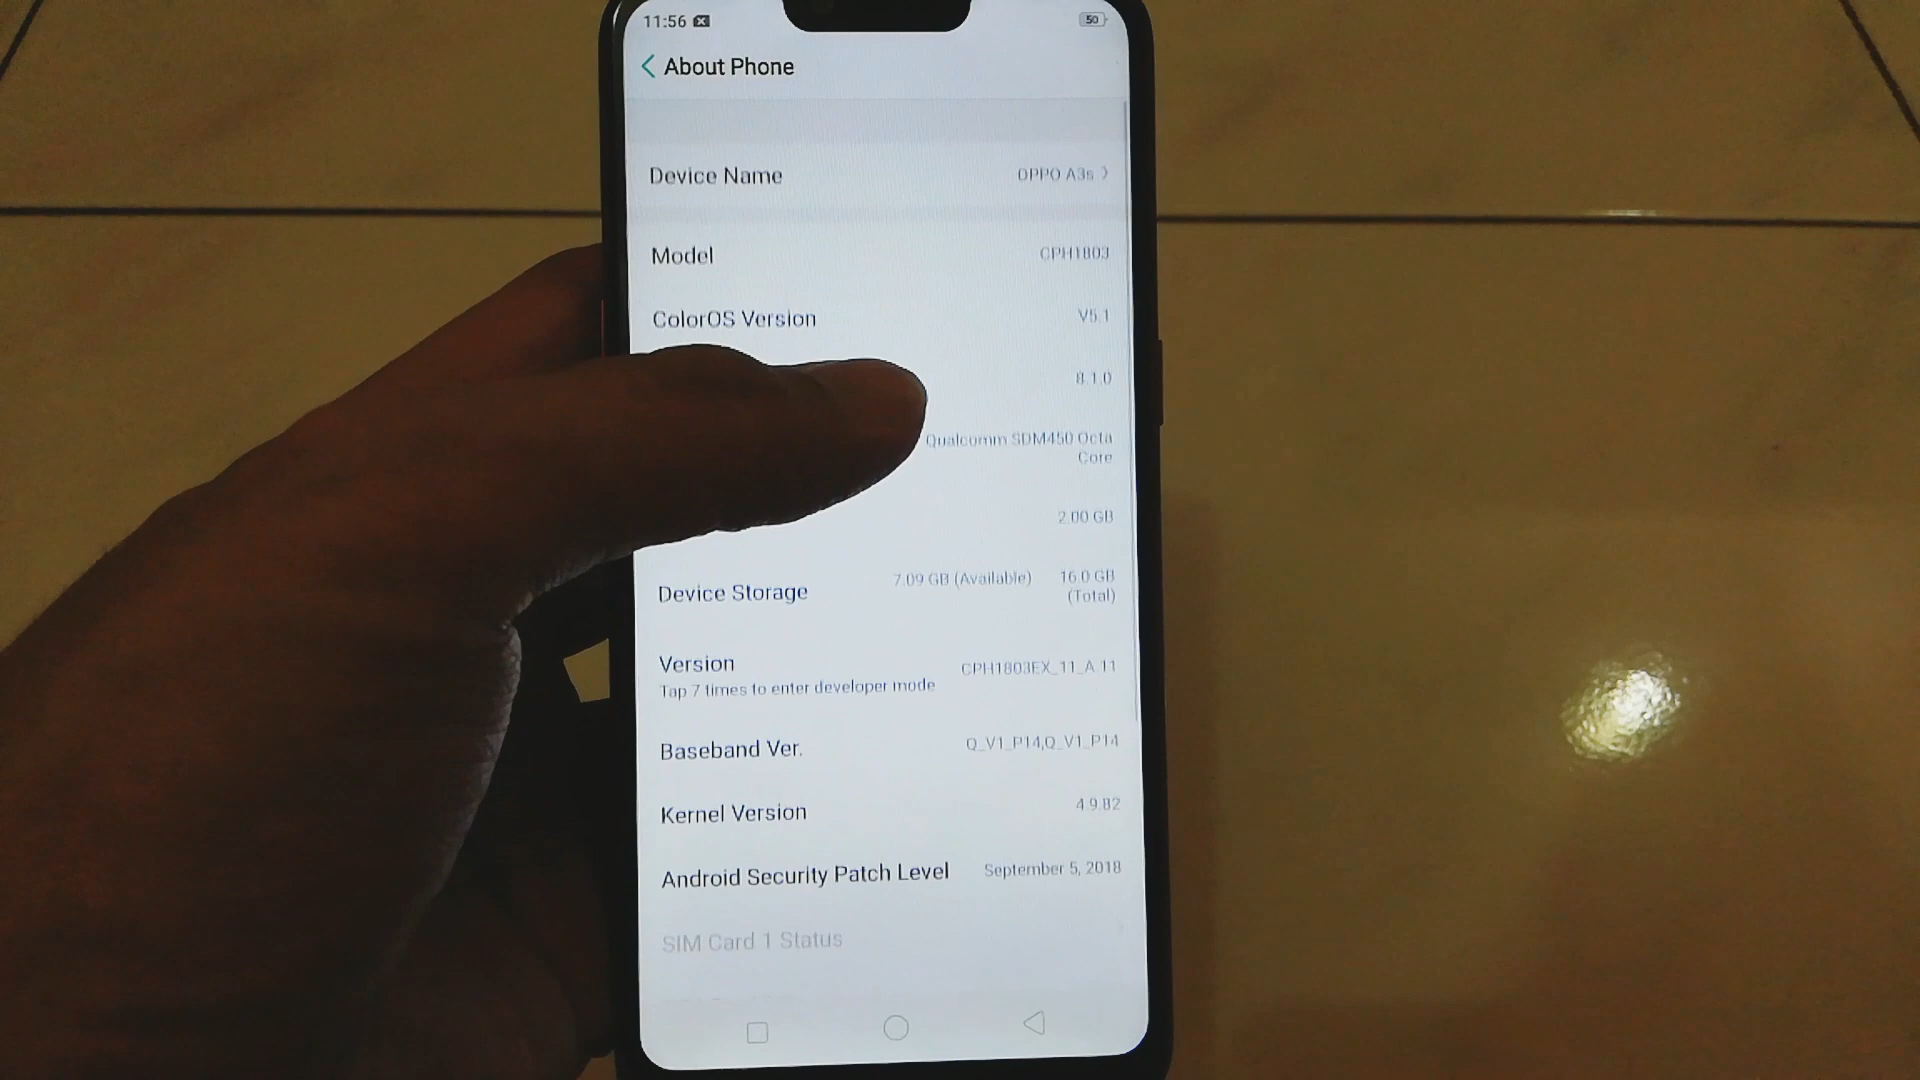 11:56
50
About Phone
Device Name OPPO A3s
Model CPH1803
ColorOS Version V5.1
8.1.0
Qualcomm SDM450 Octa
Core
2.00 GB
Device Storage 7.09 GB (Available) 16.0 GB
(Total)
Version CPH1803EX_11_A.11
Tap 7 times to enter developer mode
Baseband Ver. Q_V1_P14,Q_V1_P14
Kernel Version 4.9.82
Android Security Patch Level September 5, 2018
SIM Card 1 Status